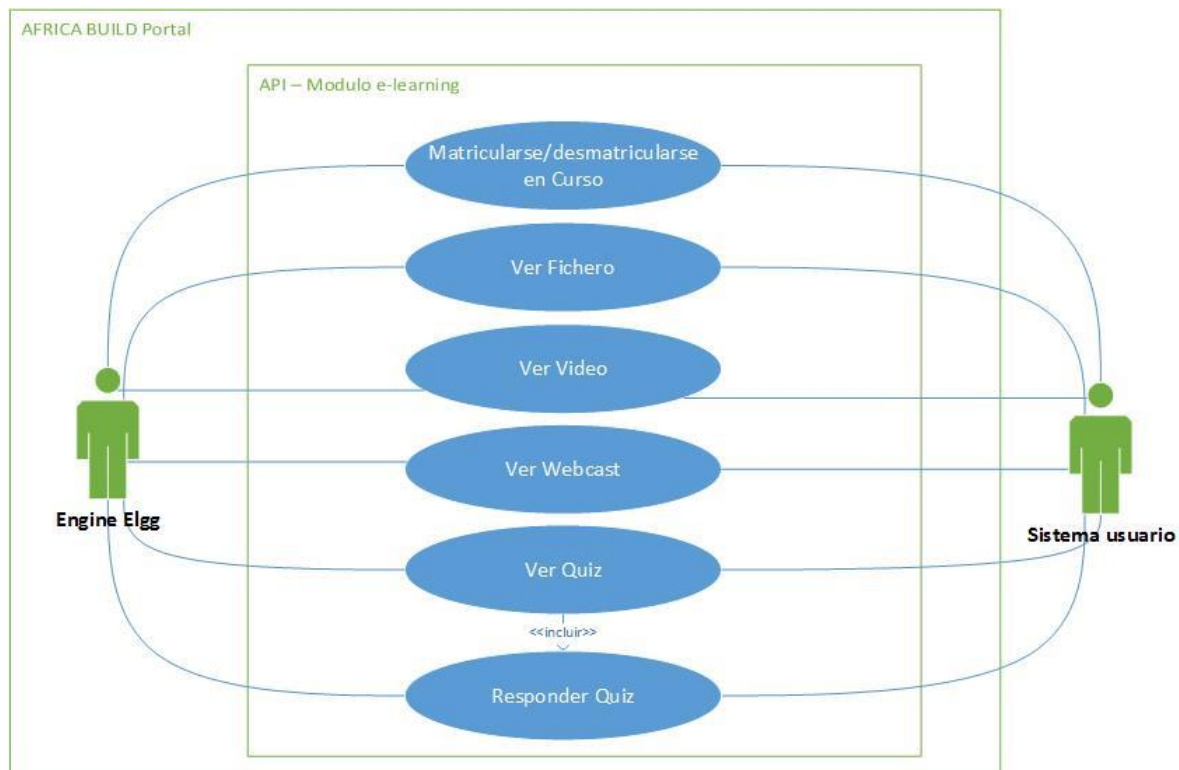 AFRICA BUILD Portal
API – Modulo e-learning
Matricularse/desmatricularse
en Curso
Ver Fichero
Ver Video
Ver Webcast
Engine Elgg
Sistema usuario
Ver Quiz
<<incluir>>
Responder Quiz